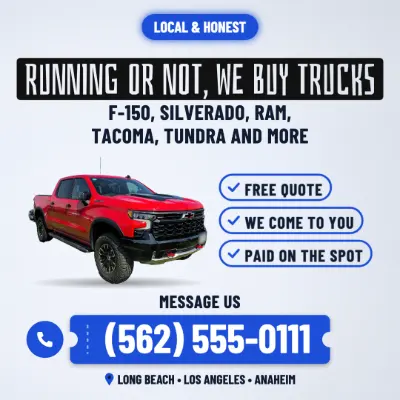 LOCAL & HONEST
RUNNING OR NOT, WE BUY TRUCKS
F-150, SILVERADO, RAM,
TACOMA, TUNDRA AND MORE
FREE QUOTE
WE COME TO YOU
PAID ON THE SPOT
MESSAGE US
(562) 555-0111
LONG BEACH • LOS ANGELES • ANAHEIM